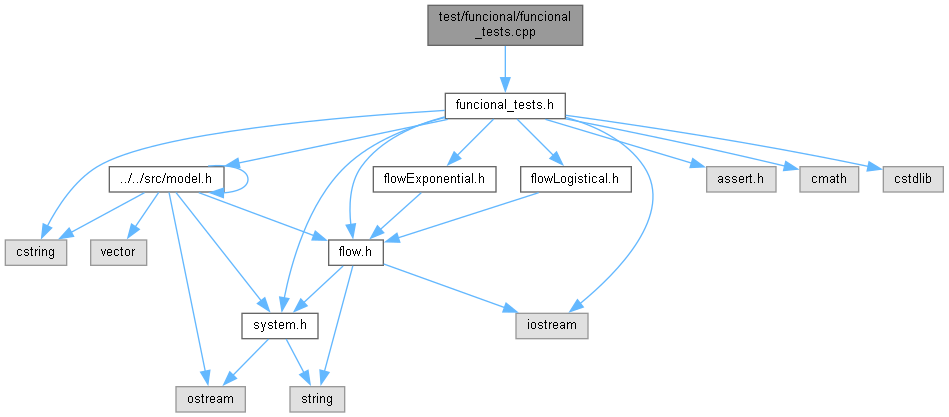 test/funcional/funcional
_tests.cpp
funcional_tests.h
../../src/model.h
flowExponential.h
flowLogistical.h
assert.h
cmath
cstdlib
cstring
vector
flow.h
system.h
iostream
ostream
string